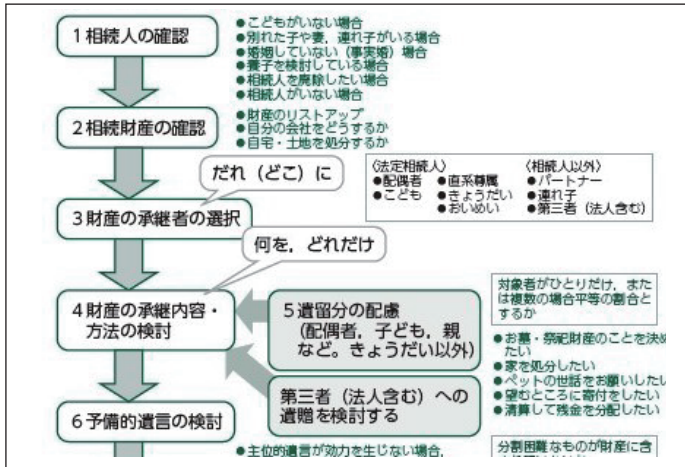 1 相続人の確認
●こどもがいない場合
●別れた子や妻，連れ子がいる場合
●婚姻していない（事実婚）場合
●養子を検討している場合
●相続人を廃除したい場合
●相続人がいない場合
2 相続財産の確認
●財産のリストアップ
●自分の会社をどうするか
●自宅・土地を処分するか
だれ（どこ）に
〈法定相続人〉
●配偶者 ●直系尊属
●こども ●きょうだい
●おいめい
〈相続人以外〉
●パートナー
●連れ子
●第三者（法人含む）
3 財産の承継者の選択
何を，どれだけ
4 財産の承継内容・
方法の検討
5 遺留分の配慮
（配偶者，子ども，親
など。きょうだい以外）
対象者がひとりだけ，また
は複数の場合平等の割合と
するか
●お墓・祭祀財産のことを決め
たい
●家を処分したい
●ペットの世話をお願いしたい
●望むところに寄付をしたい
●清算して残金を分配したい
第三者（法人含む）への
遺贈を検討する
6 予備的遺言の検討
●主位的遺言が効力を生じない場合，
分割困難なものが財産に含